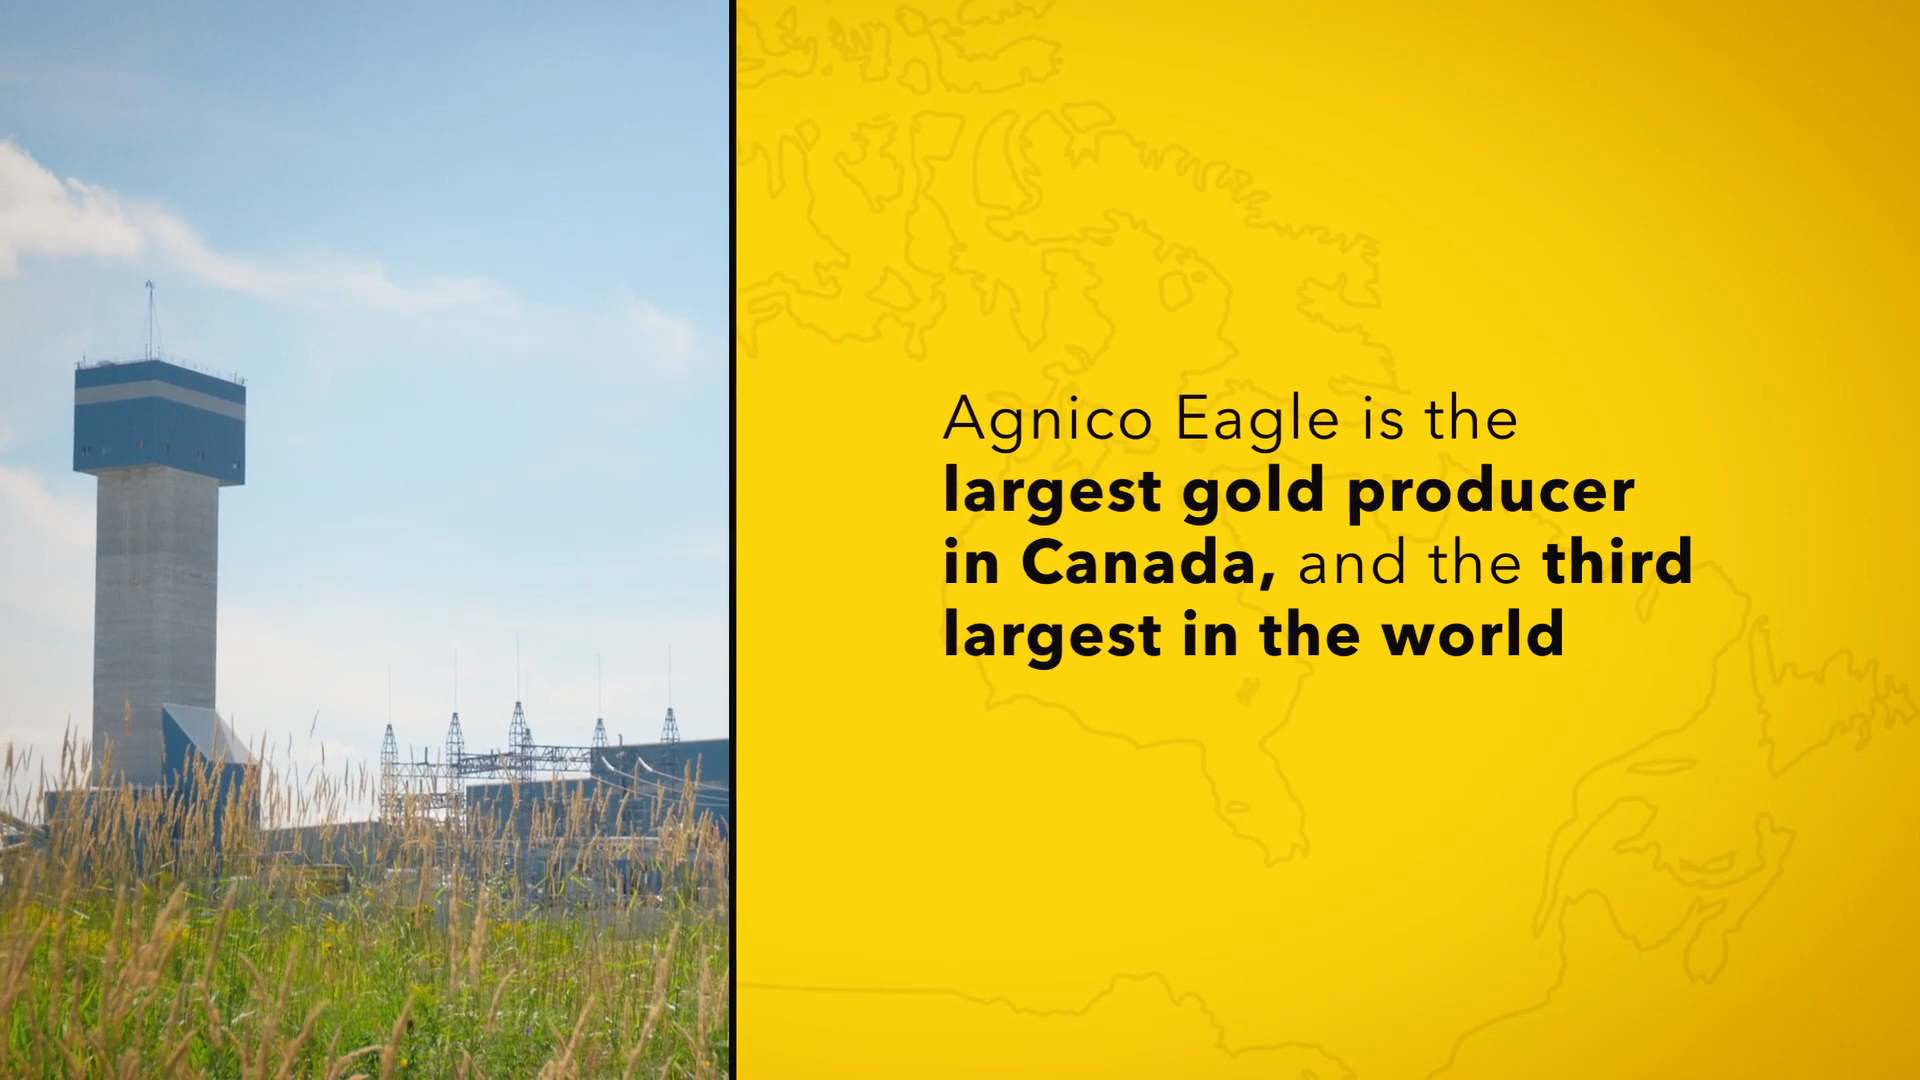 Agnico Eagle is the
largest gold producer
in Canada, and the third
largest in the world